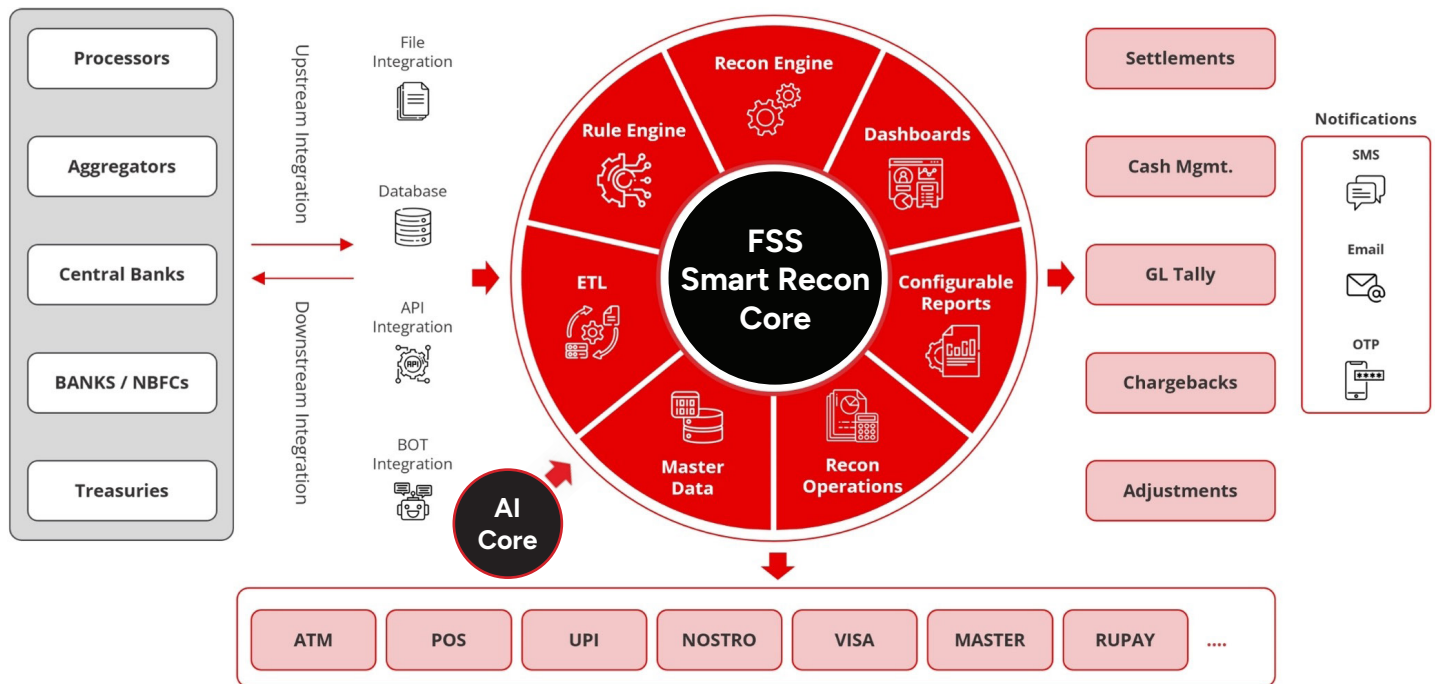 Processors
Aggregators
Central Banks
BANKS / NBFCs
Treasuries
Upstream Integration
Downstream Integration
File
Integration
Database
API
Integration
API
BOT
Integration
AI
Core
Recon Engine
Rule Engine
Dashboards
ETL
FSS
Smart Recon
Core
Configurable
Reports
Master
Data
Recon
Operations
Settlements
Cash Mgmt.
GL Tally
Chargebacks
Adjustments
Notifications
SMS
Email
OTP
****
ATM
POS
UPI
NOSTRO
VISA
MASTER
RUPAY
....